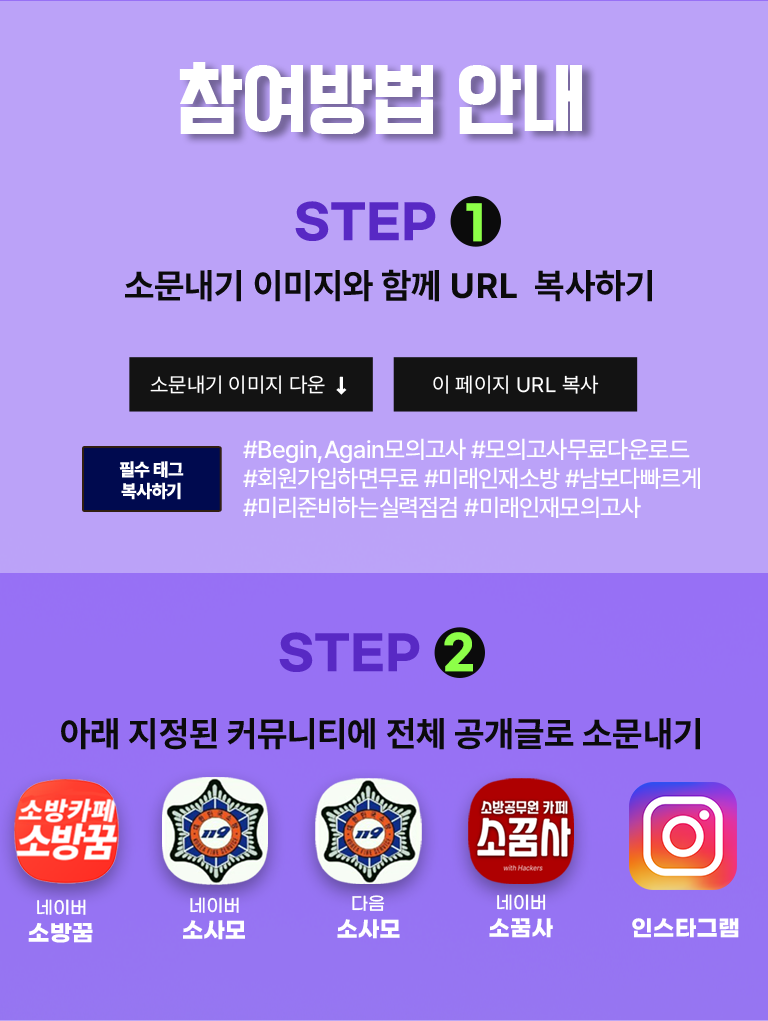 참여방법 안내
STEP 1
소문내기 이미지와 함께 URL 복사하기
소문내기 이미지 다운 ⬇
이 페이지 URL 복사
필수 태그
복사하기
#Begin,Again모의고사 #모의고사무료다운로드
#회원가입하면무료 #미래인재소방 #남보다빠르게
#미리준비하는실력점검 #미래인재모의고사
STEP 2
아래 지정된 커뮤니티에 전체 공개글로 소문내기
소방카페
소방꿈
119
119
소방공무원 카페
소꿈사
with Hackers
네이버
소방꿈
네이버
소사모
다음
소사모
네이버
소꿈사
인스타그램